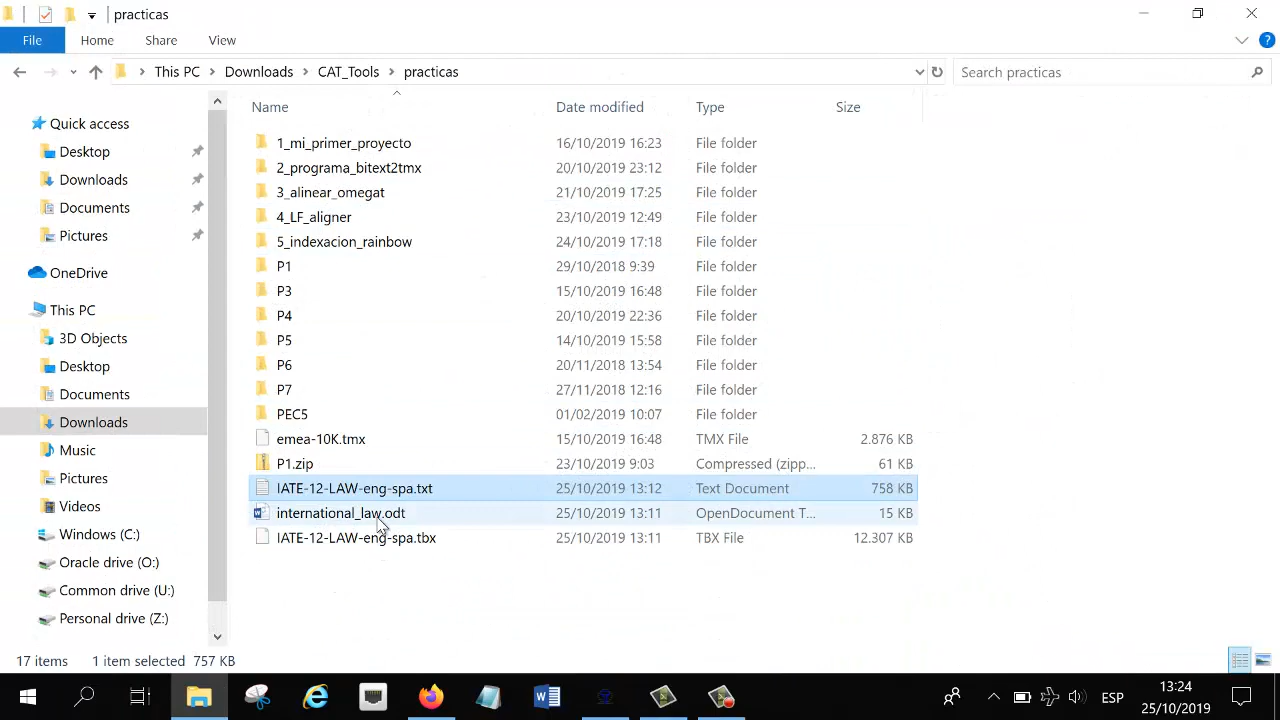 practicas
File Home Share View
This PC Downloads CAT_Tools practicas Search practicas
Name Date modified Type Size
Quick access
Desktop
Downloads
Documents
Pictures
OneDrive
This PC
3D Objects
Desktop
Documents
Downloads
Music
Pictures
Videos
Windows (C:)
Oracle drive (O:)
Common drive (U:)
Personal drive (Z:)
1_mi_primer_proyecto 16/10/2019 16:23 File folder
2_programa_bitext2tmx 20/10/2019 23:12 File folder
3_alinear_omegat 21/10/2019 17:25 File folder
4_LF_aligner 23/10/2019 12:49 File folder
5_indexacion_rainbow 24/10/2019 17:18 File folder
P1 29/10/2018 9:39 File folder
P3 15/10/2019 16:48 File folder
P4 20/10/2019 22:36 File folder
P5 14/10/2019 15:58 File folder
P6 20/11/2018 13:54 File folder
P7 27/11/2018 12:16 File folder
PEC5 01/02/2019 10:07 File folder
emea-10K.tmx 15/10/2019 16:48 TMX File 2.876 KB
P1.zip 23/10/2019 9:03 Compressed (zipp... 61 KB
IATE-12-LAW-eng-spa.txt 25/10/2019 13:12 Text Document 758 KB
international_law.odt 25/10/2019 13:11 OpenDocument T... 15 KB
IATE-12-LAW-eng-spa.tbx 25/10/2019 13:11 TBX File 12.307 KB
17 items 1 item selected 757 KB
ESP
13:24
25/10/2019